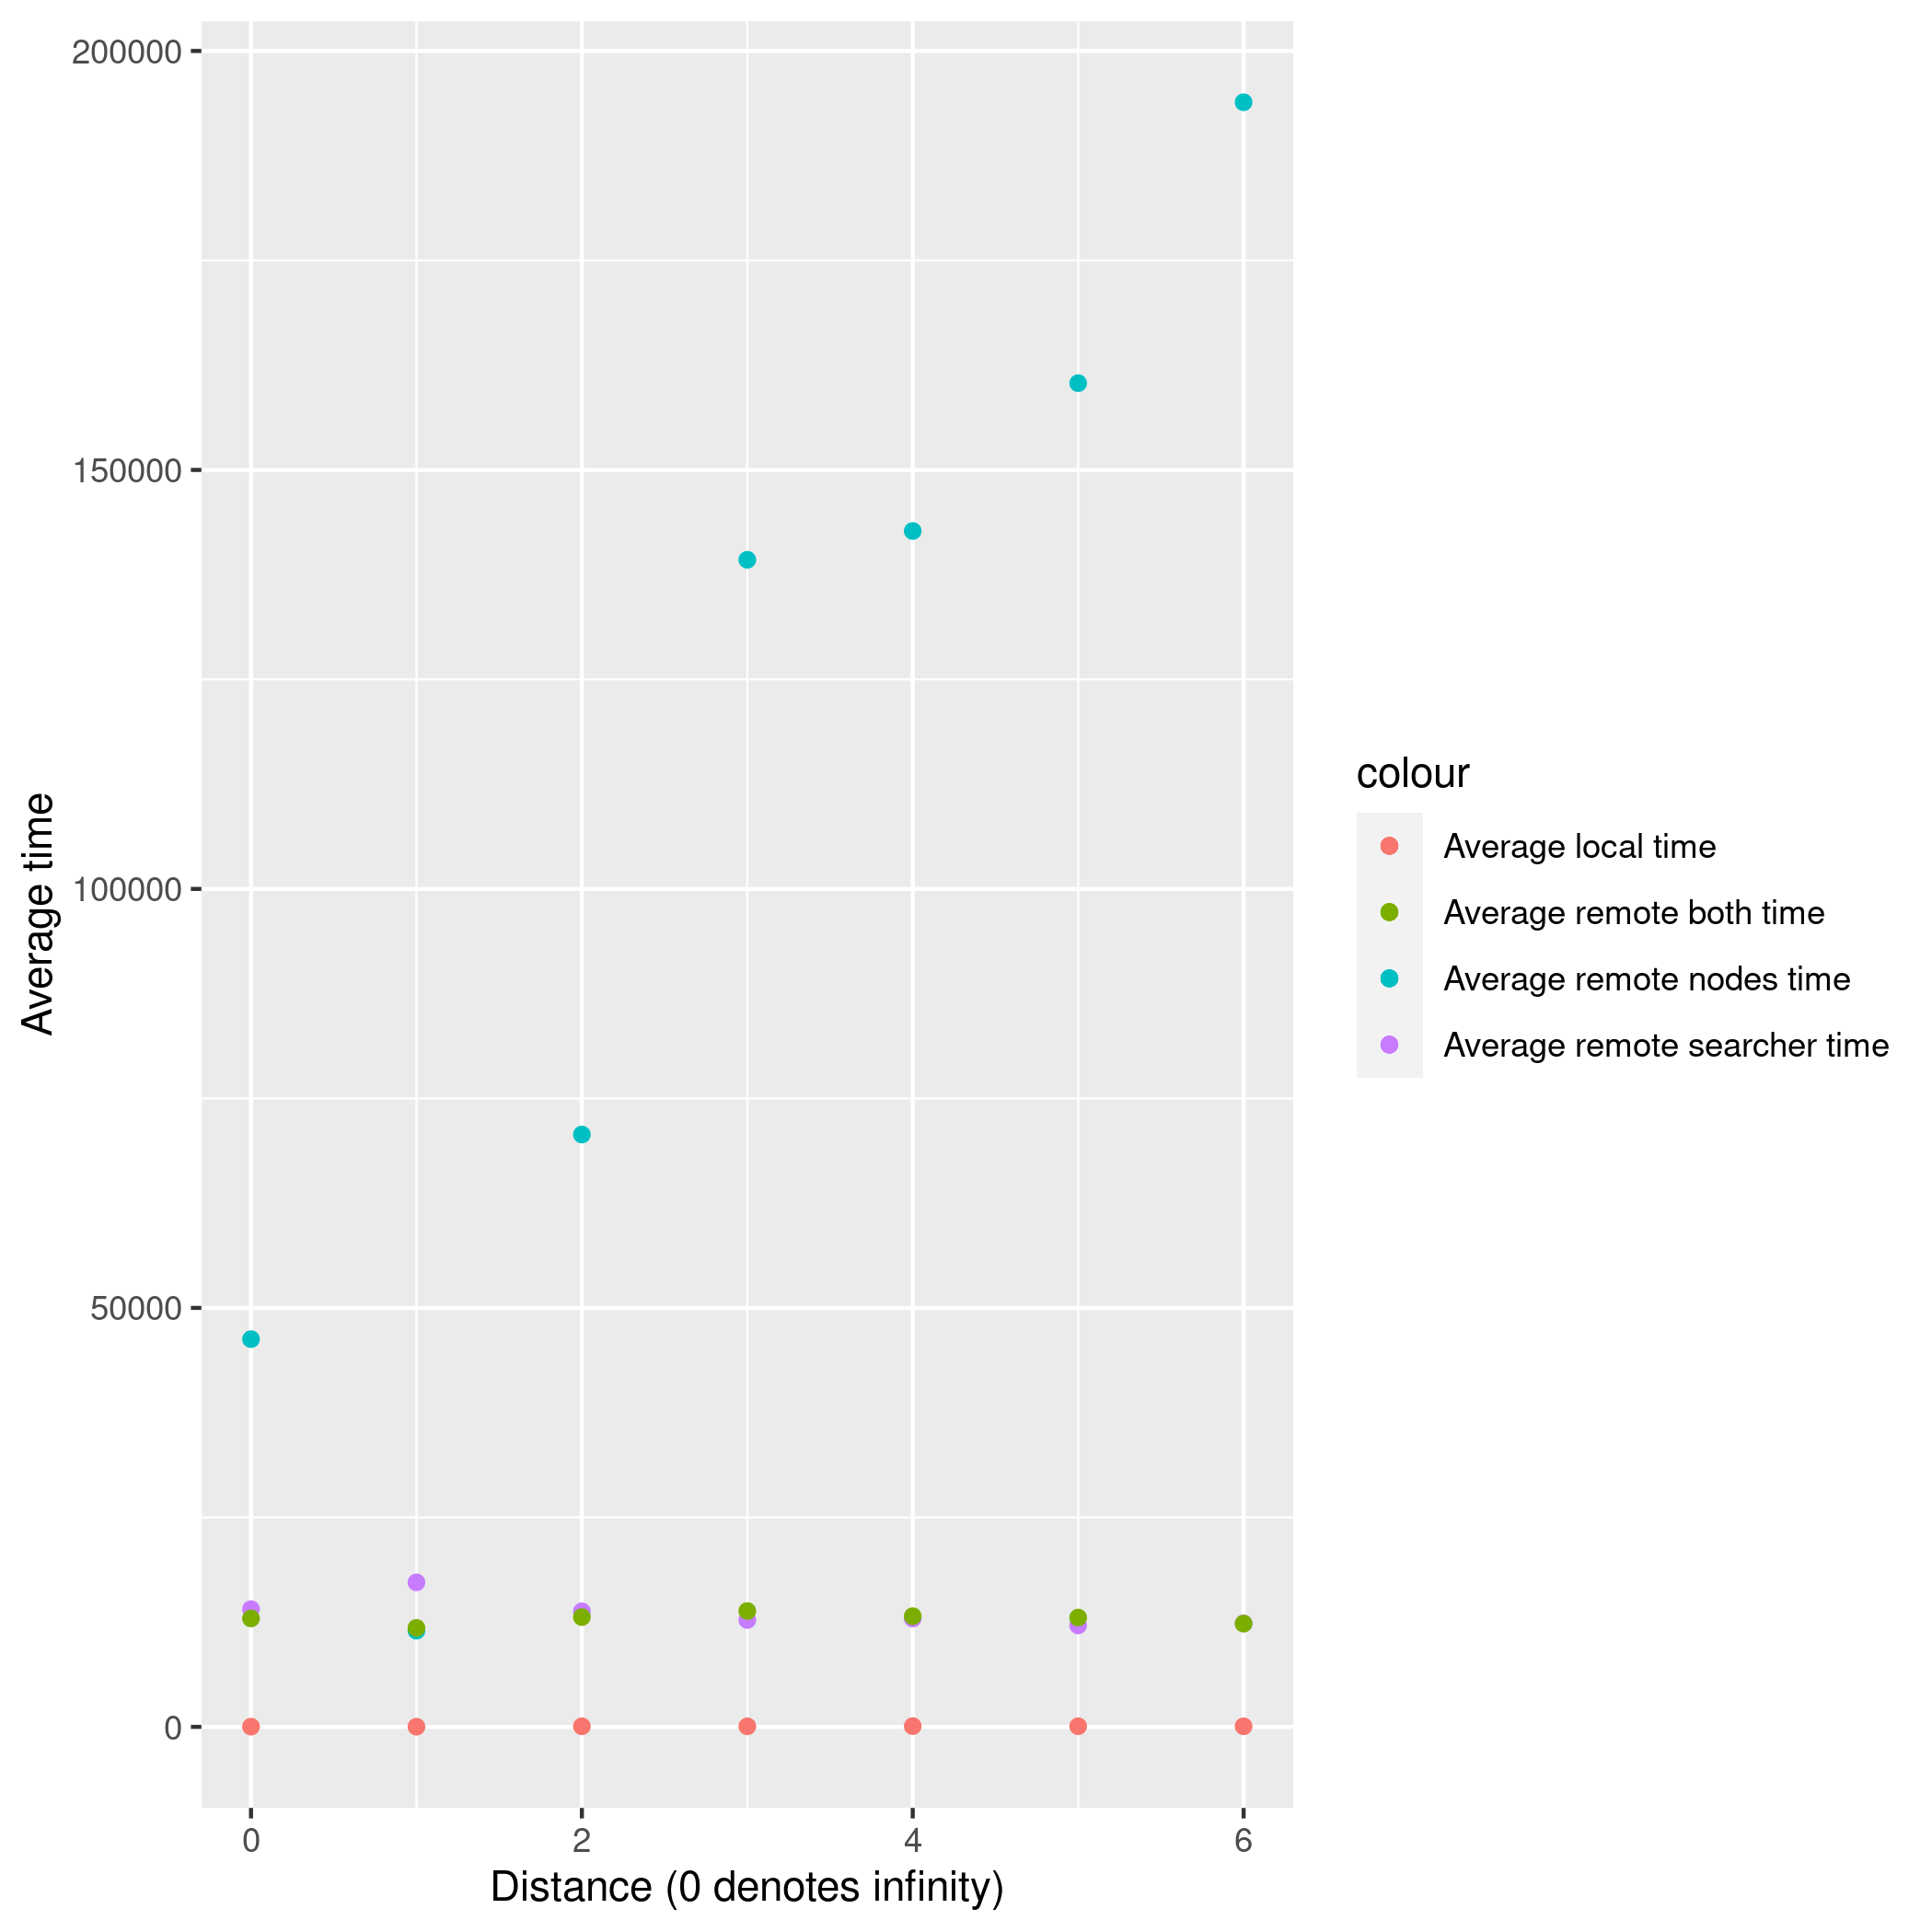 200000
150000
100000
50000
0
Average time
0 2 4 6
Distance (0 denotes infinity)
colour
Average local time
Average remote both time
Average remote nodes time
Average remote searcher time